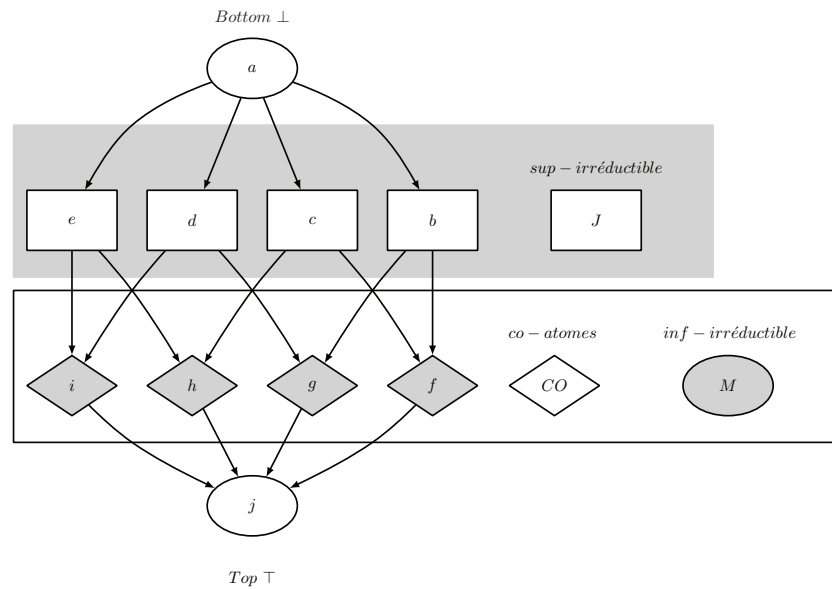 Bottom ⊥
a
sup − irréductible
e d c b J
co − atomes inf − irréductible
i h g f CO M
j
Top ⊤